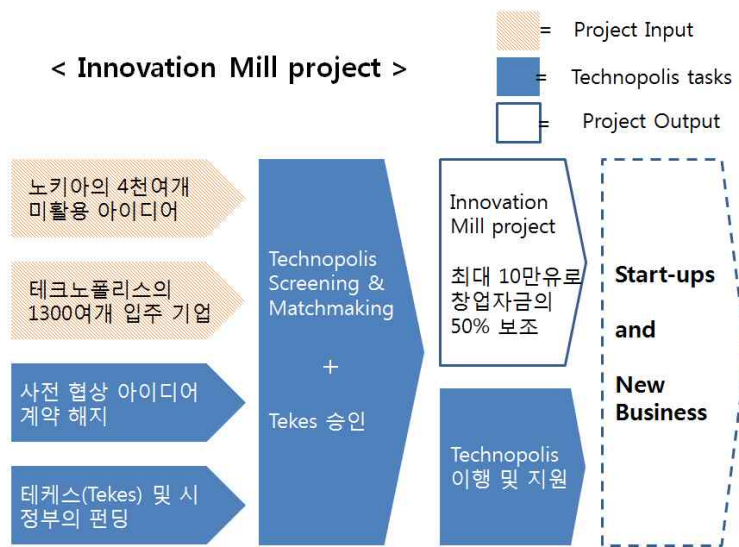 < Innovation Mill project >
= Project Input
= Technopolis tasks
= Project Output
노키아의 4천여개
미활용 아이디어
테크노폴리스의
1300여개 입주 기업
사전 협상 아이디어
계약 해지
테케스(Tekes) 및 시
정부의 펀딩
Technopolis
Screening &
Matchmaking
+
Tekes 승인
Innovation
Mill project
최대 10만유로
창업자금의
50% 보조
Technopolis
이행 및 지원
Start-ups
and
New
Business